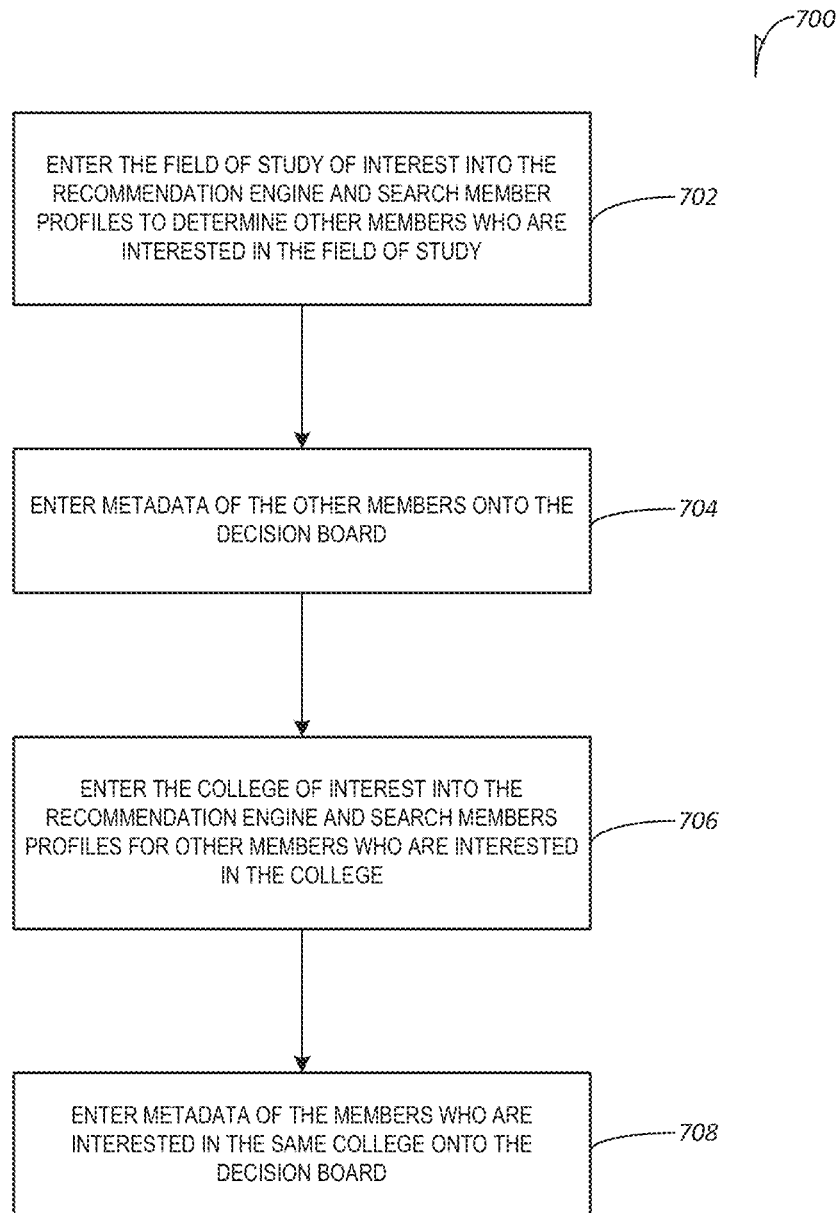 700
ENTER THE FIELD OF STUDY OF INTEREST INTO THE
RECOMMENDATION ENGINE AND SEARCH MEMBER
PROFILES TO DETERMINE OTHER MEMBERS WHO ARE
INTERESTED IN THE FIELD OF STUDY
702
ENTER METADATA OF THE OTHER MEMBERS ONTO THE
DECISION BOARD
704
ENTER THE COLLEGE OF INTEREST INTO THE
RECOMMENDATION ENGINE AND SEARCH MEMBERS
PROFILES FOR OTHER MEMBERS WHO ARE INTERESTED
IN THE COLLEGE
706
ENTER METADATA OF THE MEMBERS WHO ARE
INTERESTED IN THE SAME COLLEGE ONTO THE
DECISION BOARD
708